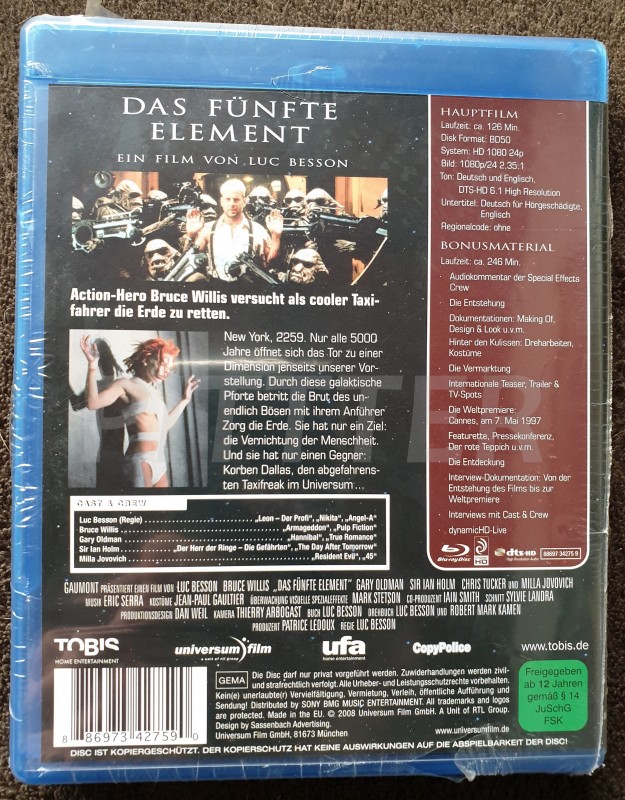 DAS FÜNFTE
ELEMENT
EIN FILM VON LUC BESSON
Action-Hero Bruce Willis versucht als cooler Taxi-
fahrer die Erde zu retten.
New York, 2259. Nur alle 5000
Jahre öffnet sich das Tor zu einer
Dimension jenseits unserer Vor-
stellung. Durch diese galaktische
Pforte betritt die Brut des un-
endlich Bösen mit ihrem Anführer
Zorg die Erde. Sie hat nur ein Ziel:
die Vernichtung der Menschheit.
Und sie hat nur einen Gegner:
Korben Dallas, den abgefahrens-
ten Taxifreak im Universum ...
CAST & CREW
Luc Besson (Regie) „Leon – Der Profi“, „Nikita“, „Angel-A“
Bruce Willis „Armageddon“, „Pulp Fiction“
Gary Oldman „Hannibal“, „True Romance“
Sir Ian Holm „Der Herr der Ringe – Die Gefährten“, „The Day After Tomorrow“
Milla Jovovich „Resident Evil“, „45“
HAUPTFILM
Laufzeit: ca. 126 Min.
Disk Format: BD50
System: HD 1080 24p
Bild: 1080p/24 2,35:1
Ton: Deutsch und Englisch,
DTS-HD 6.1 High Resolution
Untertitel: Deutsch für Hörgeschädigte,
Englisch
Regionalcode: ohne
BONUSMATERIAL
Laufzeit: ca. 246 Min.
· Audiokommentar der Special Effects
Crew
· Die Entstehung
· Dokumentationen: Making Of,
Design & Look u.v.m.
· Hinter den Kulissen: Dreharbeiten,
Kostüme
· Die Vermarktung
· Internationale Teaser, Trailer &
TV-Spots
· Die Weltpremiere:
Cannes, am 7. Mai 1997
· Featurette, Pressekonferenz,
Der rote Teppich u.v.m.
· Die Entdeckung
· Interview-Dokumentation: Von der
Entstehung des Films bis zur
Weltpremiere
· Interviews mit Cast & Crew
· dynamicHD-Live
Blu-ray Disc
HD
dts-HD
88697 34275 9
GAUMONT PRÄSENTIERT EINEN FILM VON LUC BESSON BRUCE WILLIS „DAS FÜNFTE ELEMENT“ GARY OLDMAN SIR IAN HOLM CHRIS TUCKER UND MILLA JOVOVICH
MUSIK ERIC SERRA KOSTÜME JEAN-PAUL GAULTIER ÜBERWACHUNG VISUELLE SPEZIALEFFEKTE MARK STETSON CO-PRODUZENT IAIN SMITH SCHNITT SYLVIE LANDRA
PRODUKTIONSDESIGN DAN WEIL KAMERA THIERRY ARBOGAST BUCH LUC BESSON DREHBUCH LUC BESSON UND ROBERT MARK KAMEN
PRODUZENT PATRICE LEDOUX REGIE LUC BESSON
TOBIS
HOME ENTERTAINMENT
universum film
a unit of rtl group
ufa
home entertainment
CopyPolice
www.tobis.de
GEMA
Die Disc darf nur privat vorgeführt werden. Zuwiderhandlungen werden zivil-
und strafrechtlich verfolgt. Alle Urheber- und Leistungsschutzrechte vorbehalten.
Kein(e) unerlaubte(r) Vervielfältigung, Vermietung, Verleih, öffentliche Aufführung und
Sendung! Distributed by SONY BMG MUSIC ENTERTAINMENT. All trademarks and logos
are protected. Made in the EU. © 2008 Universum Film GmbH. A Unit of RTL Group.
Design by Sassenbach Advertising.
Universum Film GmbH, 81673 München
www.universumfilm.de
Freigegeben
ab 12 Jahren
gemäß § 14
JuSchG
FSK
8 86973 42759 0
DISC IST KOPIERGESCHÜTZT. DER KOPIERSCHUTZ HAT KEINE AUSWIRKUNGEN AUF DIE ABSPIELBARKEIT DER DISC!